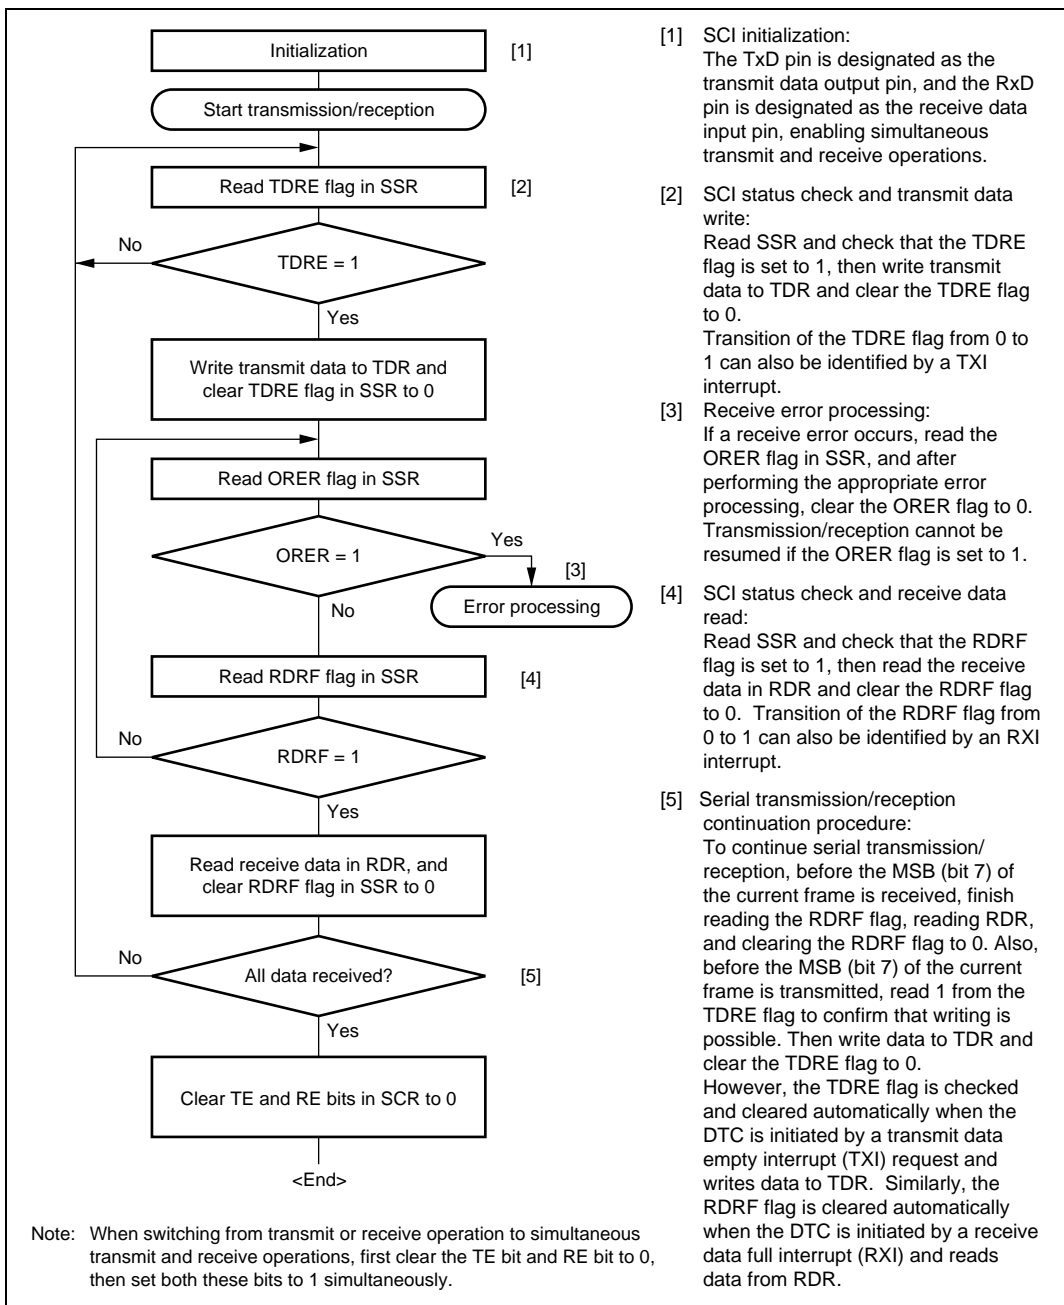 Initialization
[1]
Start transmission/reception
Read TDRE flag in SSR
[2]
No
TDRE = 1
Yes
Write transmit data to TDR and
clear TDRE flag in SSR to 0
Read ORER flag in SSR
ORER = 1
Yes
[3]
Error processing
No
Read RDRF flag in SSR
[4]
No
RDRF = 1
Yes
Read receive data in RDR, and
clear RDRF flag in SSR to 0
No
All data received?
[5]
Yes
Clear TE and RE bits in SCR to 0
<End>
Note: When switching from transmit or receive operation to simultaneous
transmit and receive operations, first clear the TE bit and RE bit to 0,
then set both these bits to 1 simultaneously.
[1] SCI initialization:
The TxD pin is designated as the
transmit data output pin, and the RxD
pin is designated as the receive data
input pin, enabling simultaneous
transmit and receive operations.
[2] SCI status check and transmit data
write:
Read SSR and check that the TDRE
flag is set to 1, then write transmit
data to TDR and clear the TDRE flag
to 0.
Transition of the TDRE flag from 0 to
1 can also be identified by a TXI
interrupt.
[3] Receive error processing:
If a receive error occurs, read the
ORER flag in SSR, and after
performing the appropriate error
processing, clear the ORER flag to 0.
Transmission/reception cannot be
resumed if the ORER flag is set to 1.
[4] SCI status check and receive data
read:
Read SSR and check that the RDRF
flag is set to 1, then read the receive
data in RDR and clear the RDRF flag
to 0. Transition of the RDRF flag from
0 to 1 can also be identified by an RXI
interrupt.
[5] Serial transmission/reception
continuation procedure:
To continue serial transmission/
reception, before the MSB (bit 7) of
the current frame is received, finish
reading the RDRF flag, reading RDR,
and clearing the RDRF flag to 0. Also,
before the MSB (bit 7) of the current
frame is transmitted, read 1 from the
TDRE flag to confirm that writing is
possible. Then write data to TDR and
clear the TDRE flag to 0.
However, the TDRE flag is checked
and cleared automatically when the
DTC is initiated by a transmit data
empty interrupt (TXI) request and
writes data to TDR. Similarly, the
RDRF flag is cleared automatically
when the DTC is initiated by a receive
data full interrupt (RXI) and reads
data from RDR.